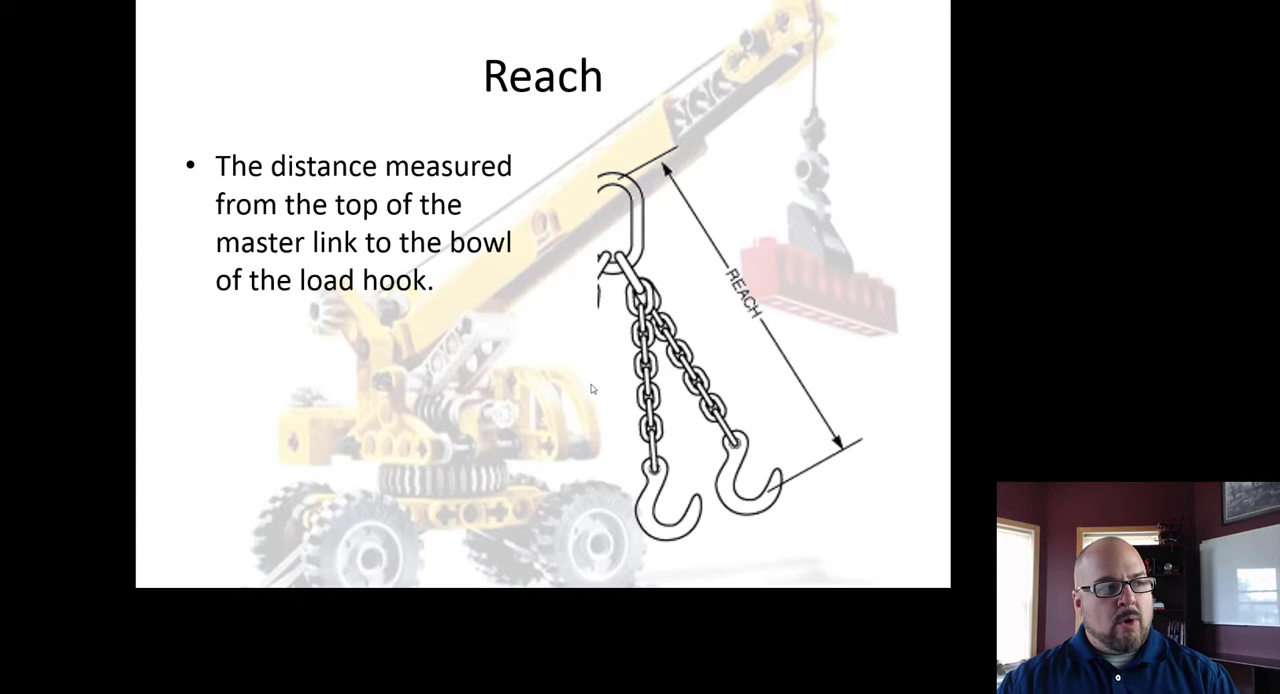 Reach
• The distance measured
from the top of the
master link to the bowl
of the load hook.
REACH